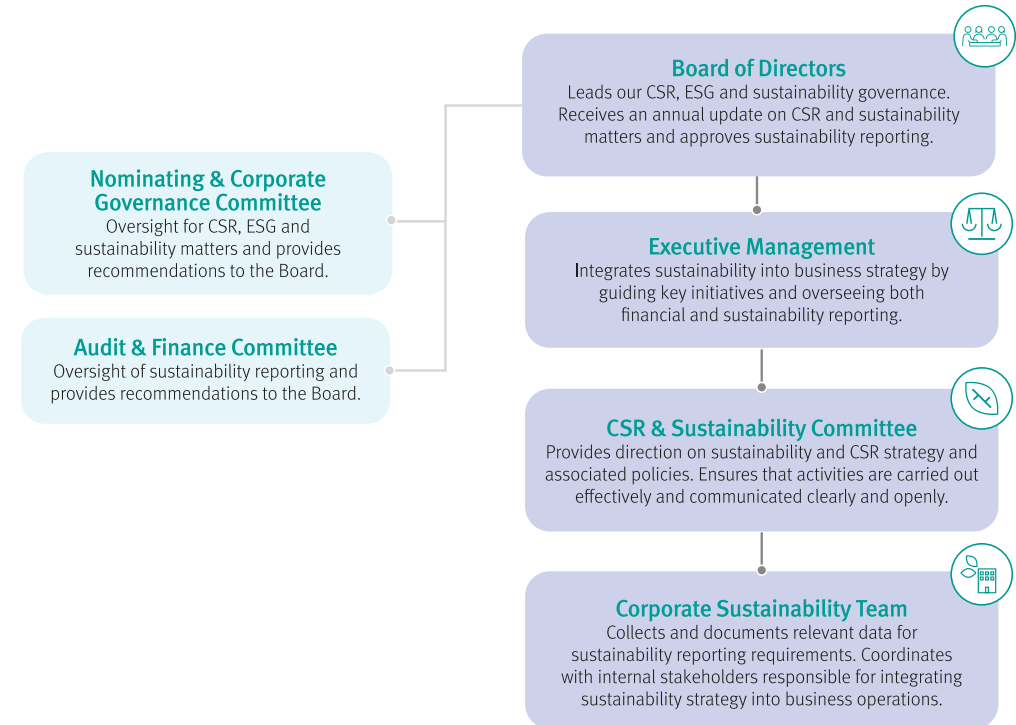 Board of Directors
Leads our CSR, ESG and sustainability governance.
Receives an annual update on CSR and sustainability
matters and approves sustainability reporting.
Nominating & Corporate
Governance Committee
Oversight for CSR, ESG and
sustainability matters and provides
recommendations to the Board.
Audit & Finance Committee
Oversight of sustainability reporting and
provides recommendations to the Board.
Executive Management
Integrates sustainability into business strategy by
guiding key initiatives and overseeing both
financial and sustainability reporting.
CSR & Sustainability Committee
Provides direction on sustainability and CSR strategy and
associated policies. Ensures that activities are carried out
effectively and communicated clearly and openly.
Corporate Sustainability Team
Collects and documents relevant data for
sustainability reporting requirements. Coordinates
with internal stakeholders responsible for integrating
sustainability strategy into business operations.